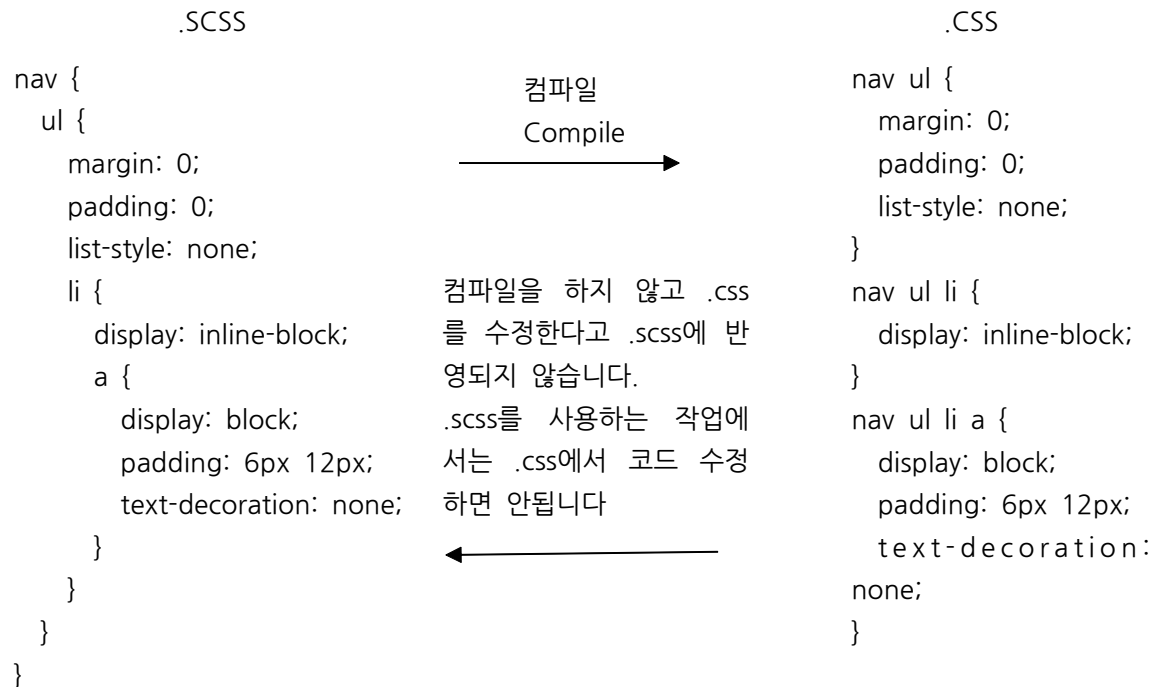 .SCSS
nav {
ul {
margin: 0;
padding: 0;
list-style: none;
li {
display: inline-block;
a {
display: block;
padding: 6px 12px;
text-decoration: none;
}
}
}
}
컴파일
Compile
컴파일을 하지 않고 .css
를 수정한다고 .scss에 반
영되지 않습니다.
.scss를 사용하는 작업에
서는 .css에서 코드 수정
하면 안됩니다
.CSS
nav ul {
margin: 0;
padding: 0;
list-style: none;
}
nav ul li {
display: inline-block;
}
nav ul li a {
display: block;
padding: 6px 12px;
text-decoration:
none;
}